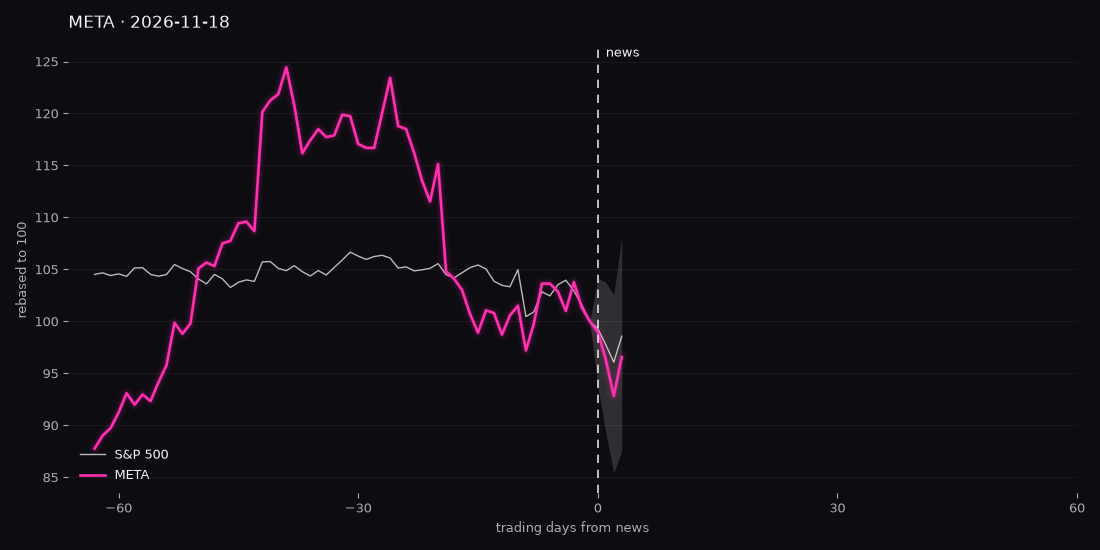 META · 2026-11-18
news
125
120
115
110
105
100
95
90
85
rebased to 100
S&P 500
META
−60
−30
0
30
60
trading days from news